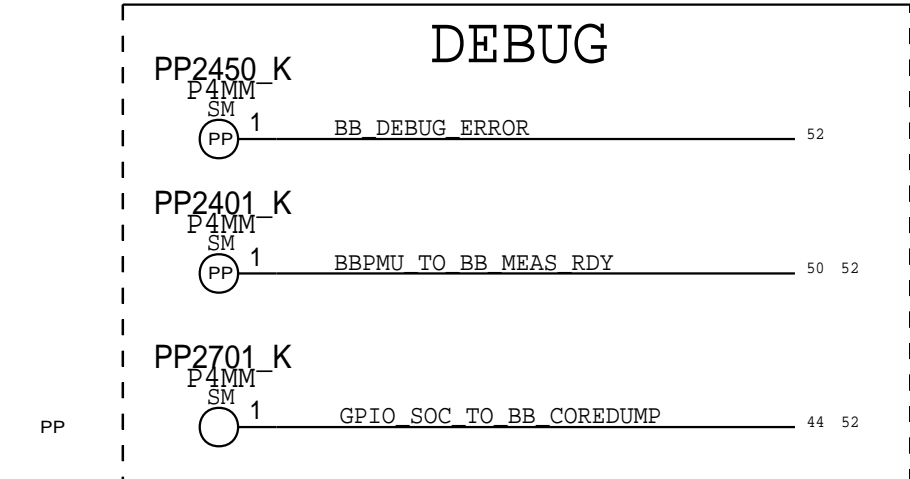 DEBUG
PP2450_K
P4MM
SM
PP 1 BB_DEBUG_ERROR 52
PP2401_K
P4MM
SM
PP 1 BBPMU_TO_BB_MEAS_RDY 50 52
PP2701_K
P4MM
SM
PP 1 GPIO_SOC_TO_BB_COREDUMP 44 52